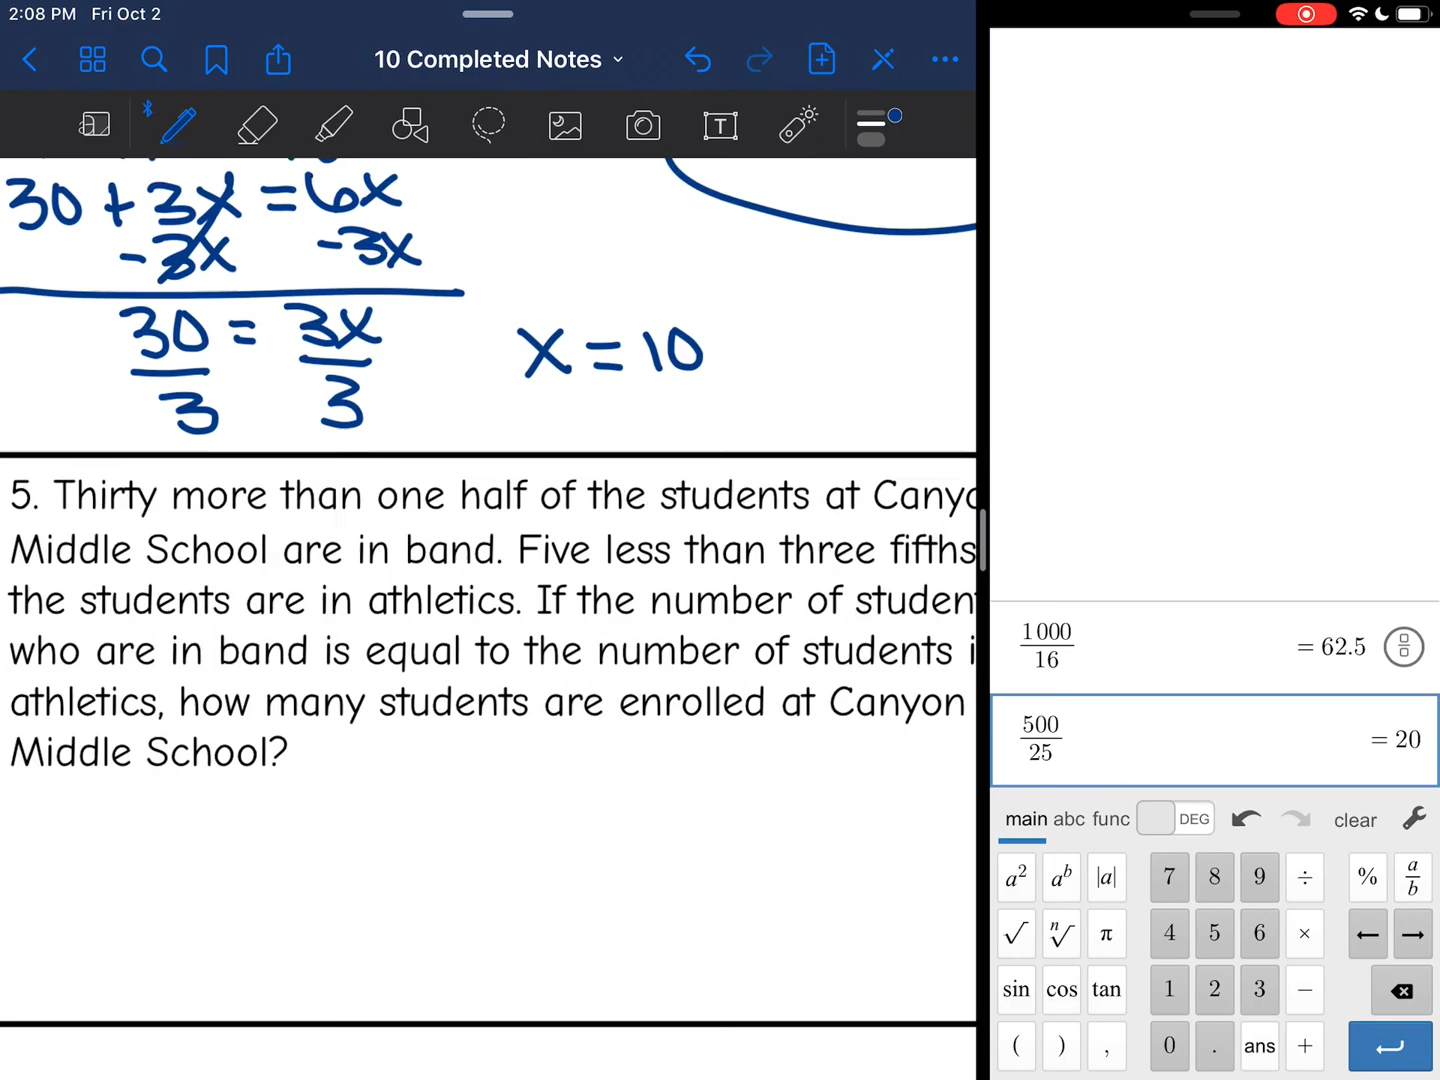 2:08 PM Fri Oct 2
10 Completed Notes
T
30 + 3x = 6x
-3x -3x
30 = 3x
3 3
x = 10
5. Thirty more than one half of the students at Canyo
Middle School are in band. Five less than three fifths
the students are in athletics. If the number of studen
who are in band is equal to the number of students i
athletics, how many students are enrolled at Canyon
Middle School?
1000
16
= 62.5
500
25
= 20
main abc func DEG clear
a² aᵇ |a| 7 8 9 ÷ % a/b
√ ⁿ√ π 4 5 6 × ← →
sin cos tan 1 2 3 −
( ) , 0 . ans +